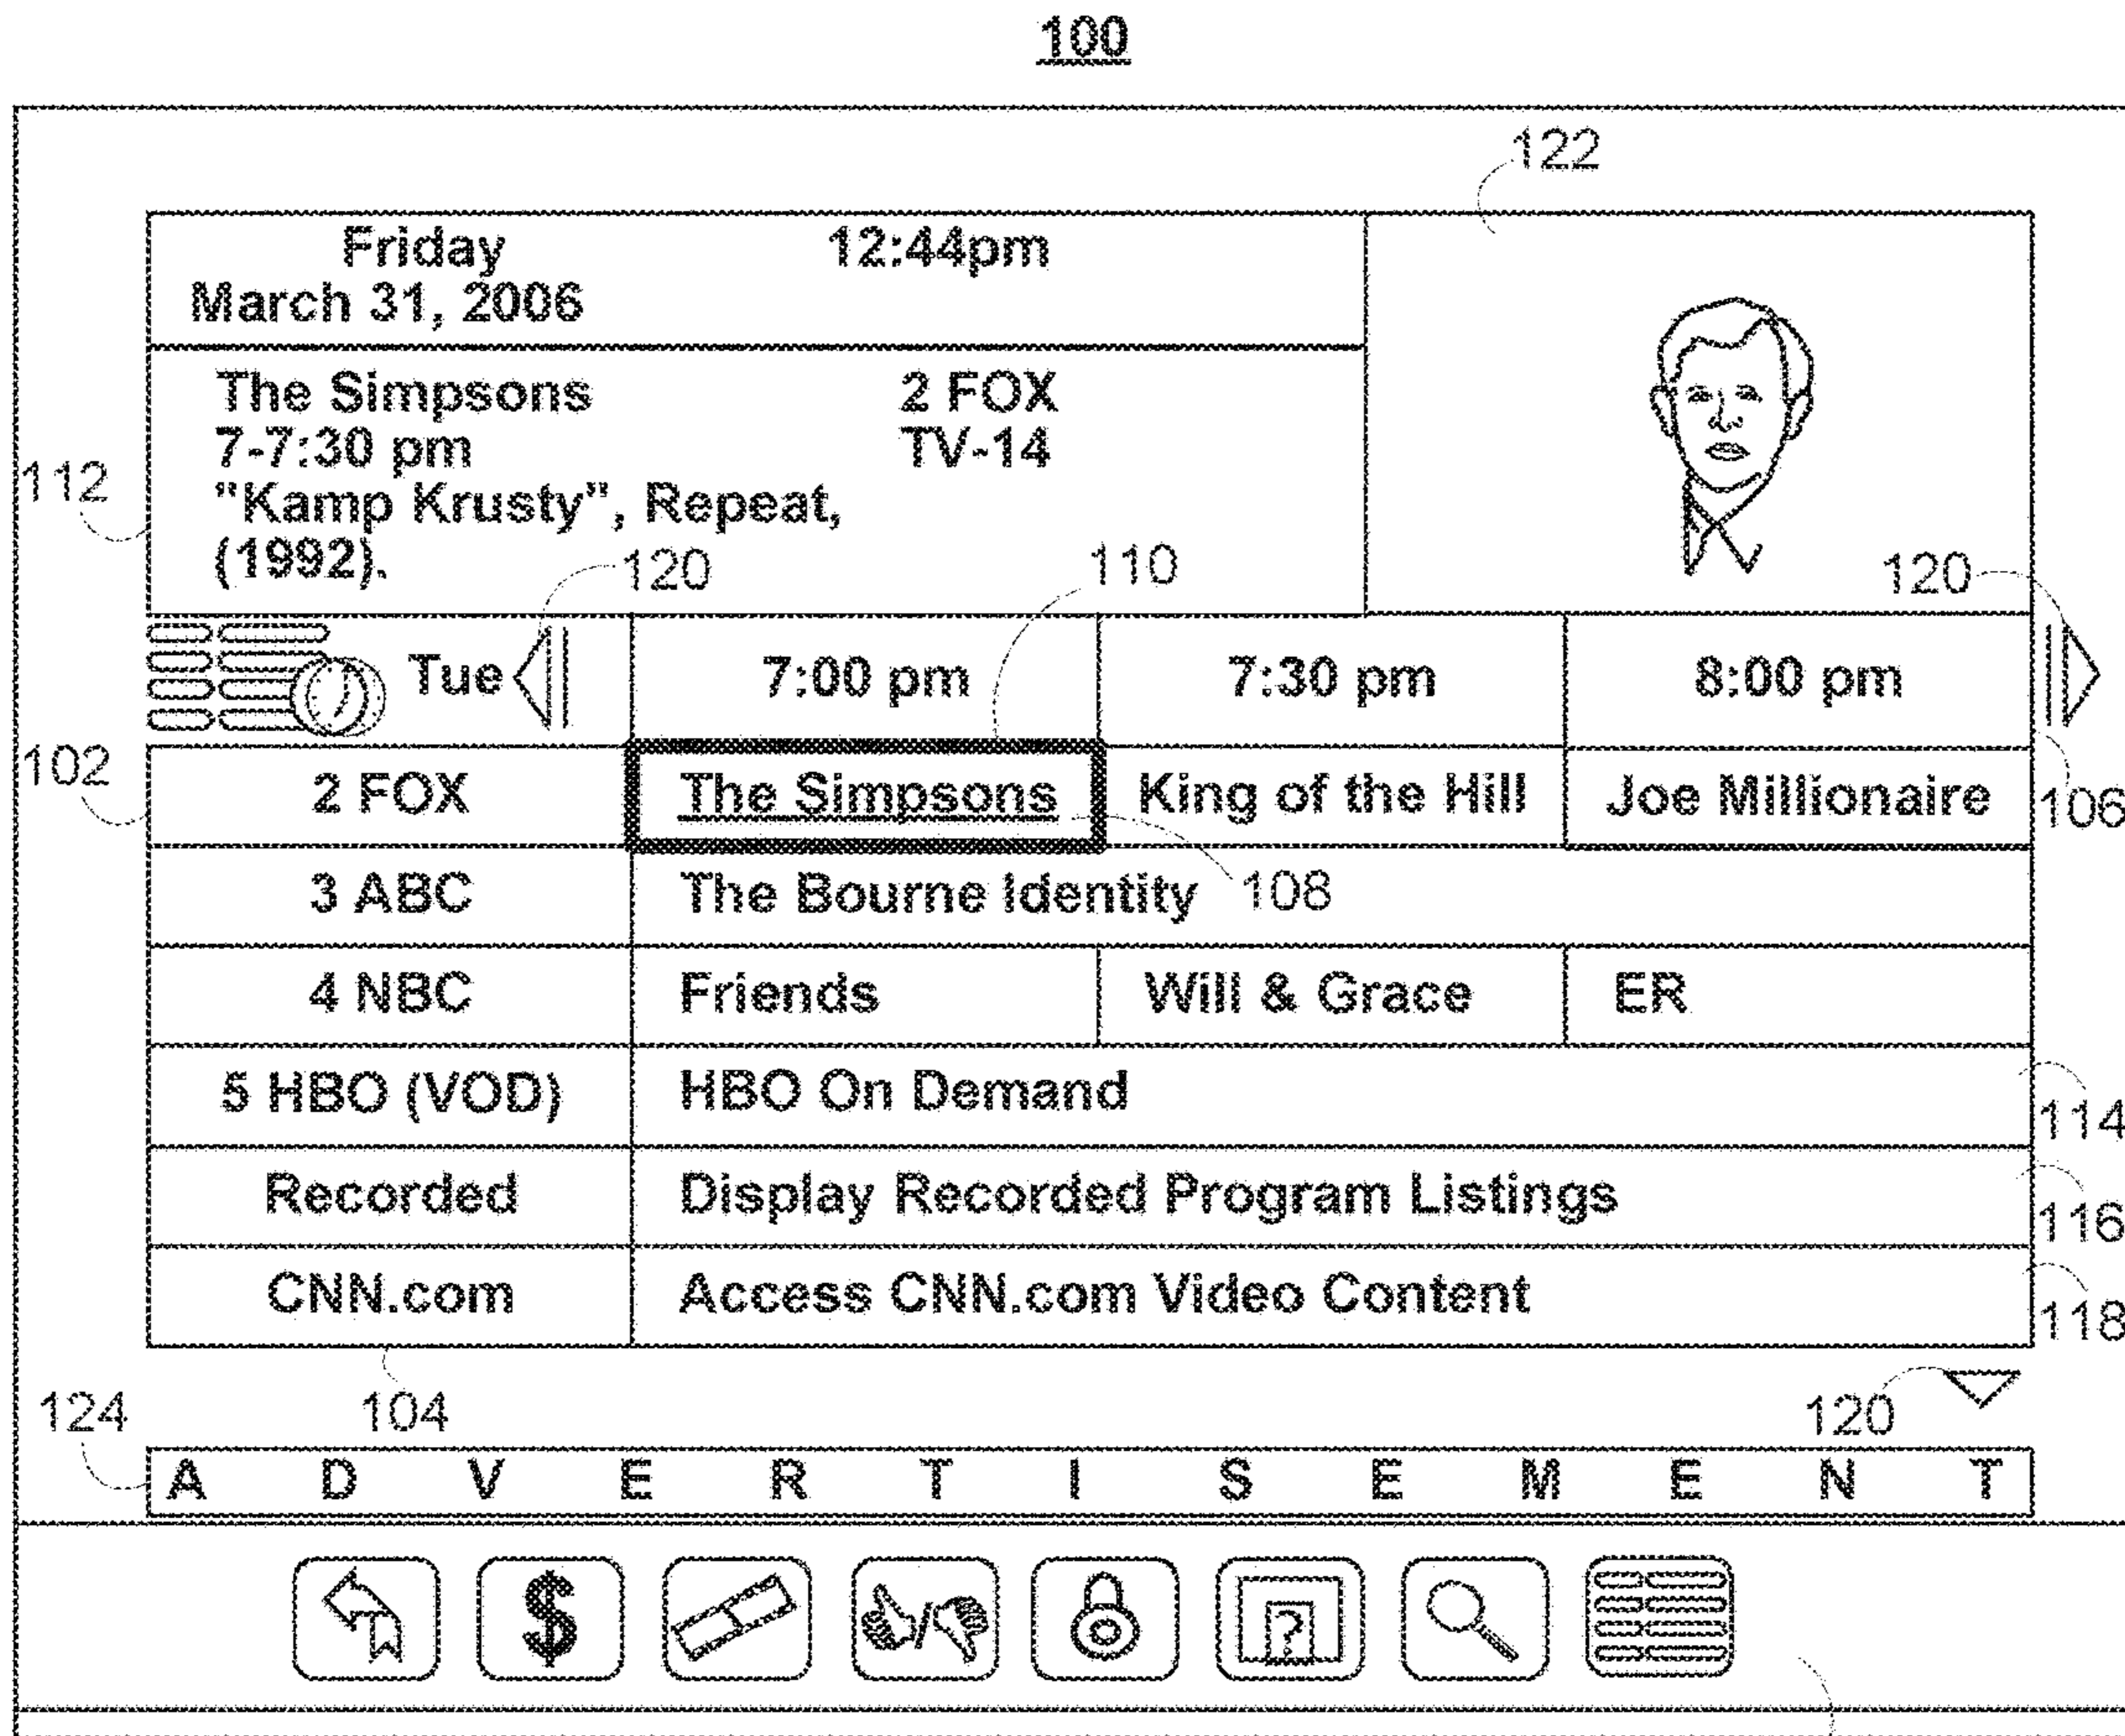 100
122
Friday 12:44pm
March 31, 2006
The Simpsons 2 FOX
7-7:30 pm TV-14
112
"Kamp Krusty", Repeat,
(1992).
120 110 120
Tue 7:00 pm 7:30 pm 8:00 pm
102
2 FOX The Simpsons King of the Hill Joe Millionaire
106
3 ABC The Bourne Identity 108
4 NBC Friends Will & Grace ER
5 HBO (VOD) HBO On Demand
114
Recorded Display Recorded Program Listings
116
CNN.com Access CNN.com Video Content
118
124 104 120
A D V E R T I S E M E N T
$ / ?